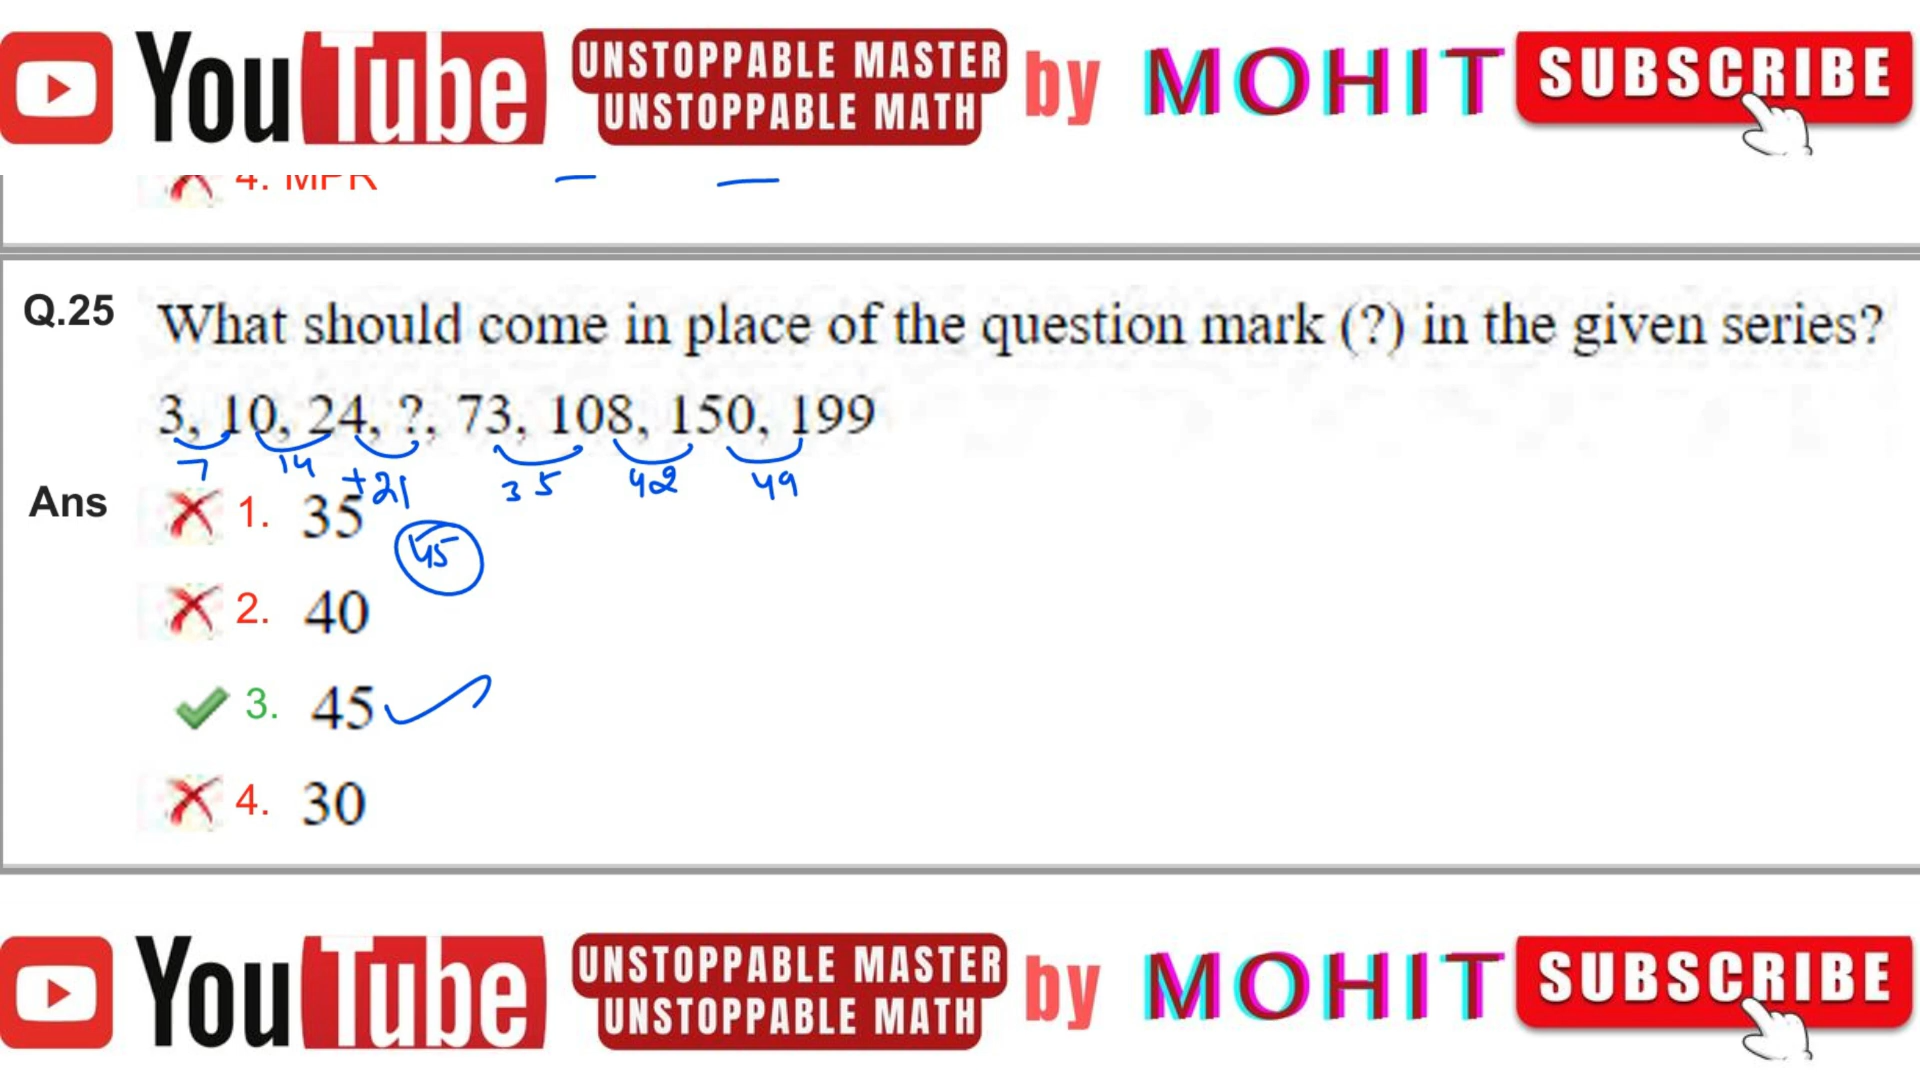 YouTube UNSTOPPABLE MASTER by MOHIT SUBSCRIBE
UNSTOPPABLE MATH
4. MPR
Q.25 What should come in place of the question mark (?) in the given series?
3, 10, 24, ?, 73, 108, 150, 199
7 14 +21 35 42 49
Ans 1. 35
45
2. 40
3. 45
4. 30
YouTube UNSTOPPABLE MASTER by MOHIT SUBSCRIBE
UNSTOPPABLE MATH